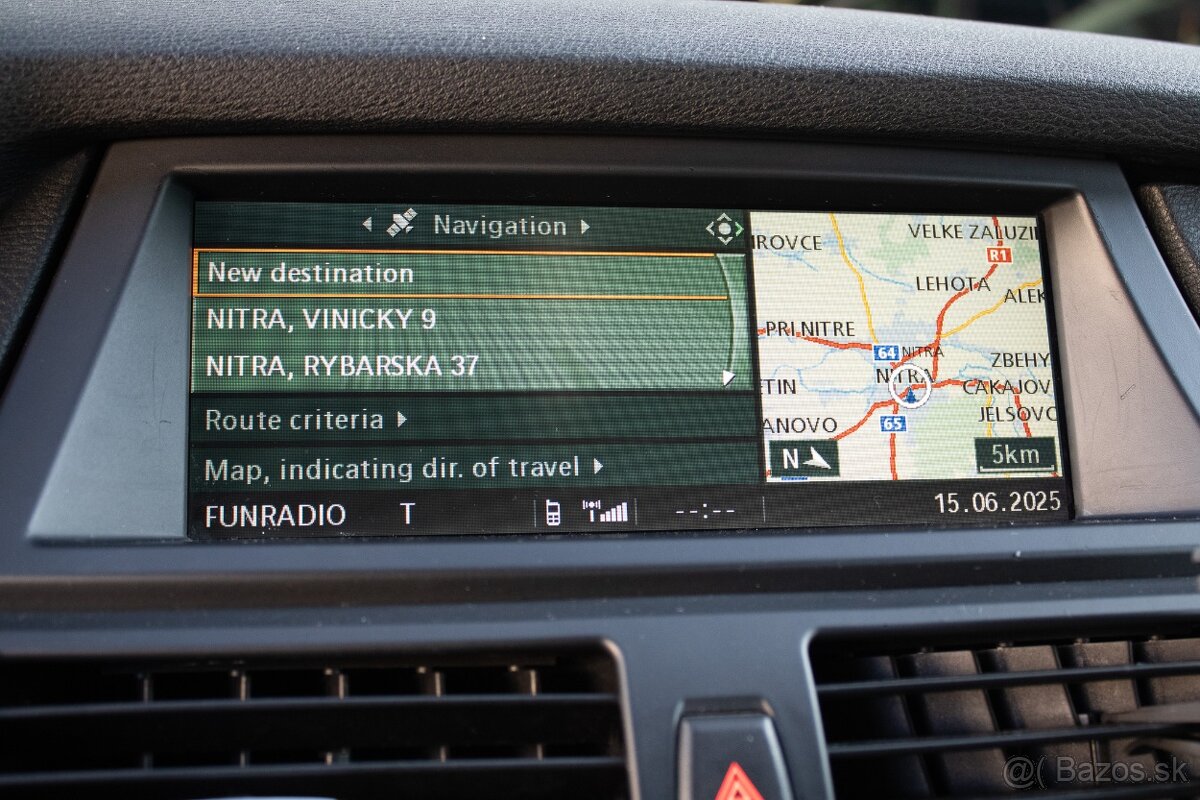 Navigation
New destination
NITRA, VINICKY 9
NITRA, RYBARSKA 37
Route criteria
Map, indicating dir. of travel
FUNRADIO T --:-- 15.06.2025
IROVCE
VELKE ZALUZI
R1
LEHOTA
ALEK
PRI NITRE
64 NITRA
ZBEHY
NITRA
ETIN
CAKAJOV
JELSOVC
ANOVO
65
N
5km
@( Bazos.sk